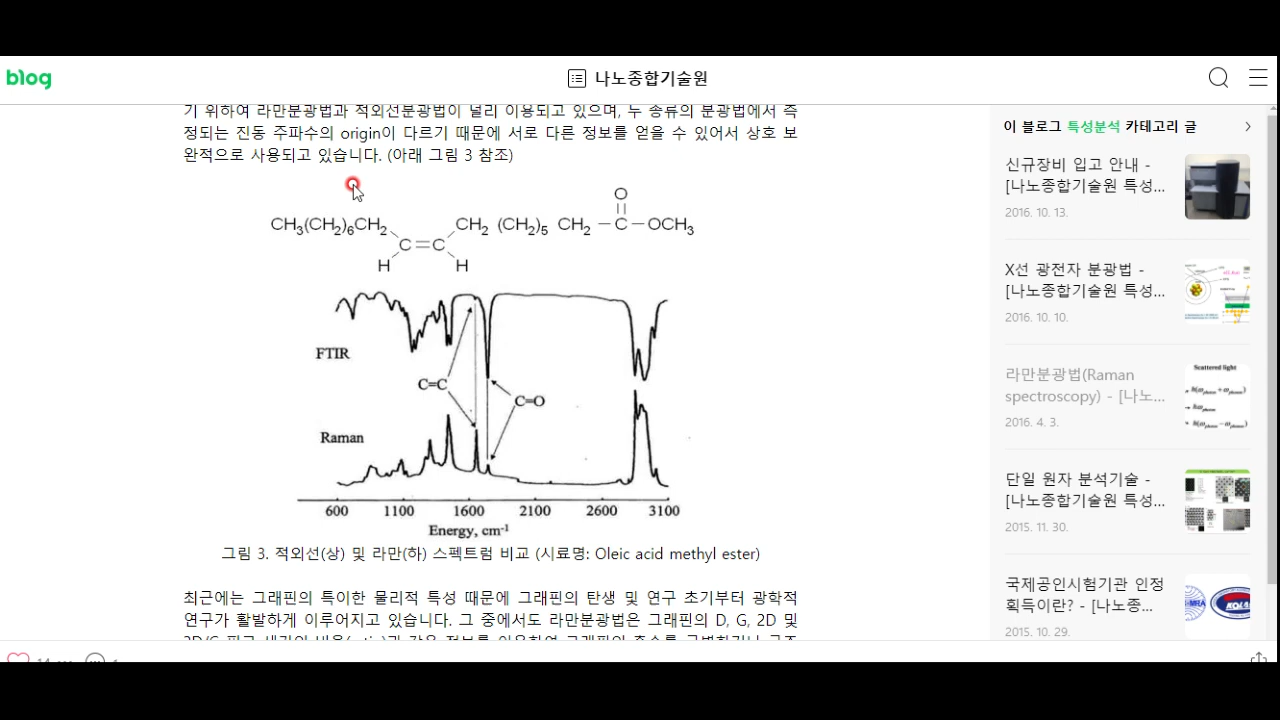 blog
나노종합기술원
기 위하여 라만분광법과 적외선분광법이 널리 이용되고 있으며, 두 종류의 분광법에서 측
정되는 진동 주파수의 origin이 다르기 때문에 서로 다른 정보를 얻을 수 있어서 상호 보
완적으로 사용되고 있습니다. (아래 그림 3 참조)
O
CH₃(CH₂)₆CH₂ CH₂ (CH₂)₅ CH₂ – C – OCH₃
C=C
H H
FTIR
C=C
C=O
Raman
600 1100 1600 2100 2600 3100
Energy, cm⁻¹
그림 3. 적외선(상) 및 라만(하) 스펙트럼 비교 (시료명: Oleic acid methyl ester)
최근에는 그래핀의 특이한 물리적 특성 때문에 그래핀의 탄생 및 연구 초기부터 광학적
연구가 활발하게 이루어지고 있습니다. 그 중에서도 라만분광법은 그래핀의 D, G, 2D 및
이 블로그 특성분석 카테고리 글
신규장비 입고 안내 -
[나노종합기술원 특성...
2016. 10. 13.
X선 광전자 분광법 -
[나노종합기술원 특성...
2016. 10. 10.
라만분광법(Raman
spectroscopy) - [나노...
2016. 4. 3.
Scattered light
단일 원자 분석기술 -
[나노종합기술원 특성...
2015. 11. 30.
국제공인시험기관 인정
획득이란? - [나노종...
2015. 10. 29.